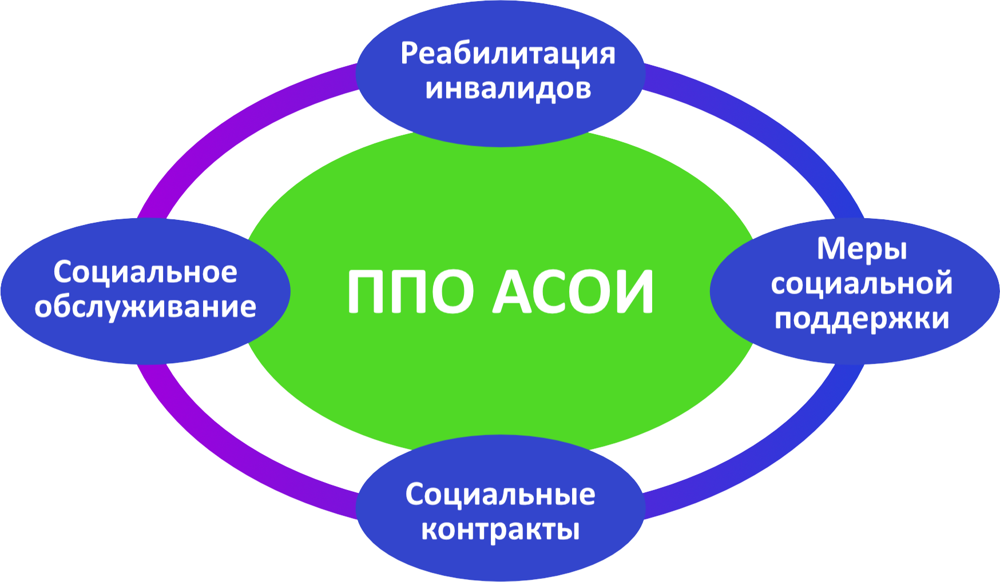 Реабилитация
инвалидов
Социальное
обслуживание
ППО АСОИ
Меры
социальной
поддержки
Социальные
контракты